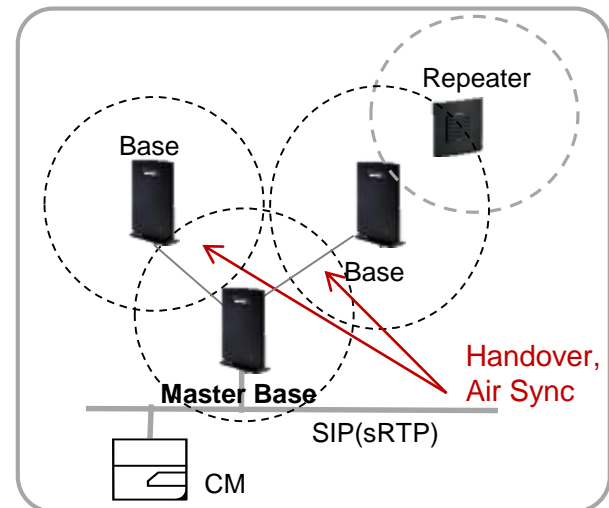 Repeater
Base
Base
Handover,
Air Sync
Master Base
SIP(sRTP)
CM